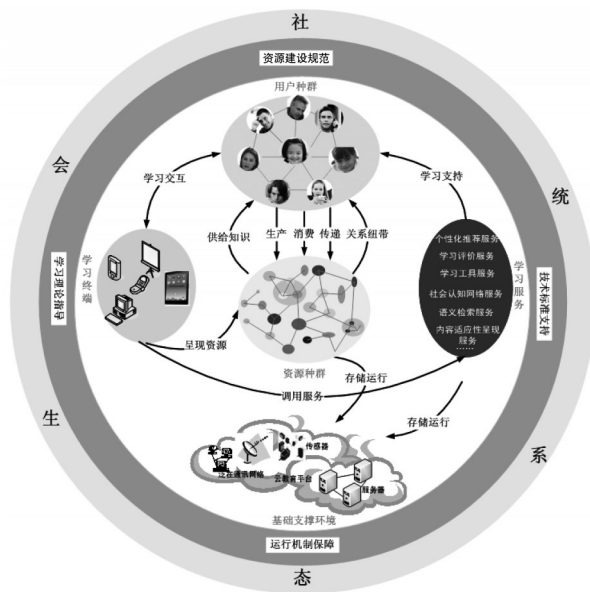 社
会
统
生
系
态
资源建设规范
用户种群
学习交互
学习支持
供给知识
生产
消费
传递
关系纽带
学习理论指导
学习终端
个性化推荐服务
学习评价服务
学习工具服务
社会认知网络服务
语义检索服务
内容适应性呈现
服务
……
学习服务
技术标准支持
呈现资源
资源种群
存储运行
调用服务
存储运行
传感器
泛在通讯网络
云教育平台
服务器
基础支撑环境
运行机制保障